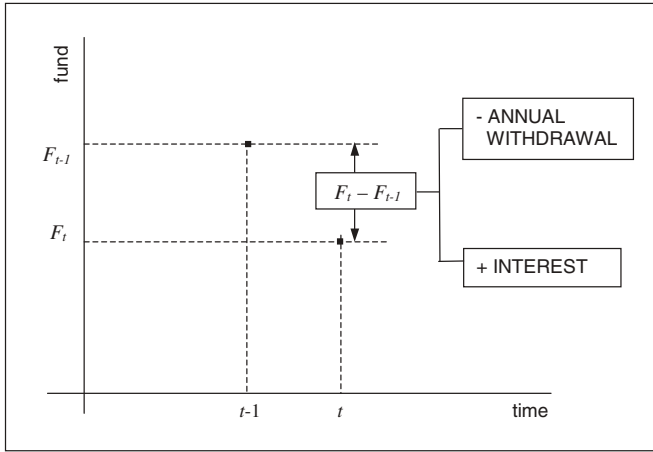 fund
- ANNUAL
WITHDRAWAL
F_{t-1}
F_t – F_{t-1}
F_t
+ INTEREST
t-1
t
time